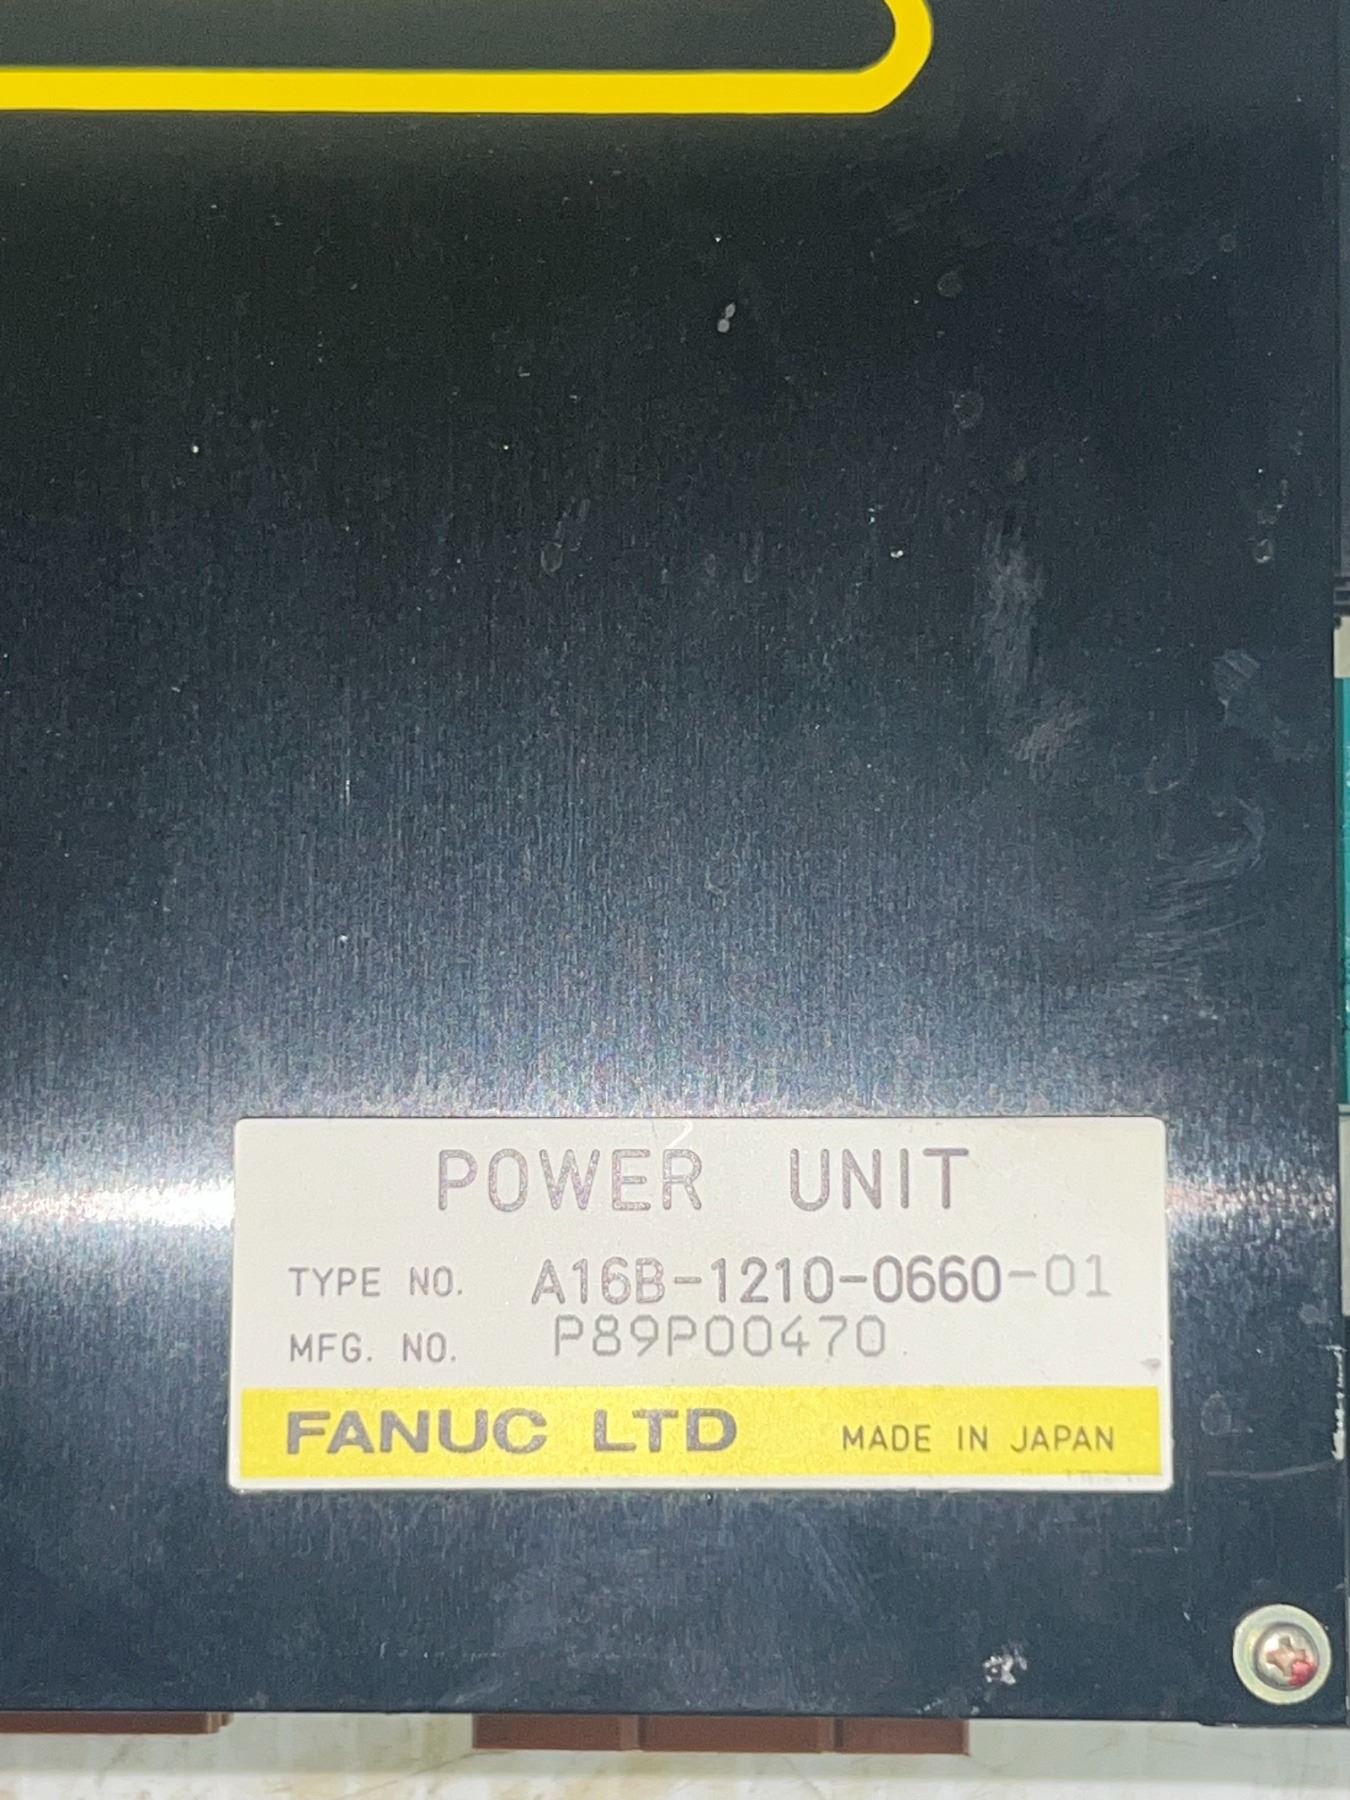 POWER UNIT
TYPE NO. A16B-1210-0660-01
MFG. NO. P89P00470
FANUC LTD MADE IN JAPAN